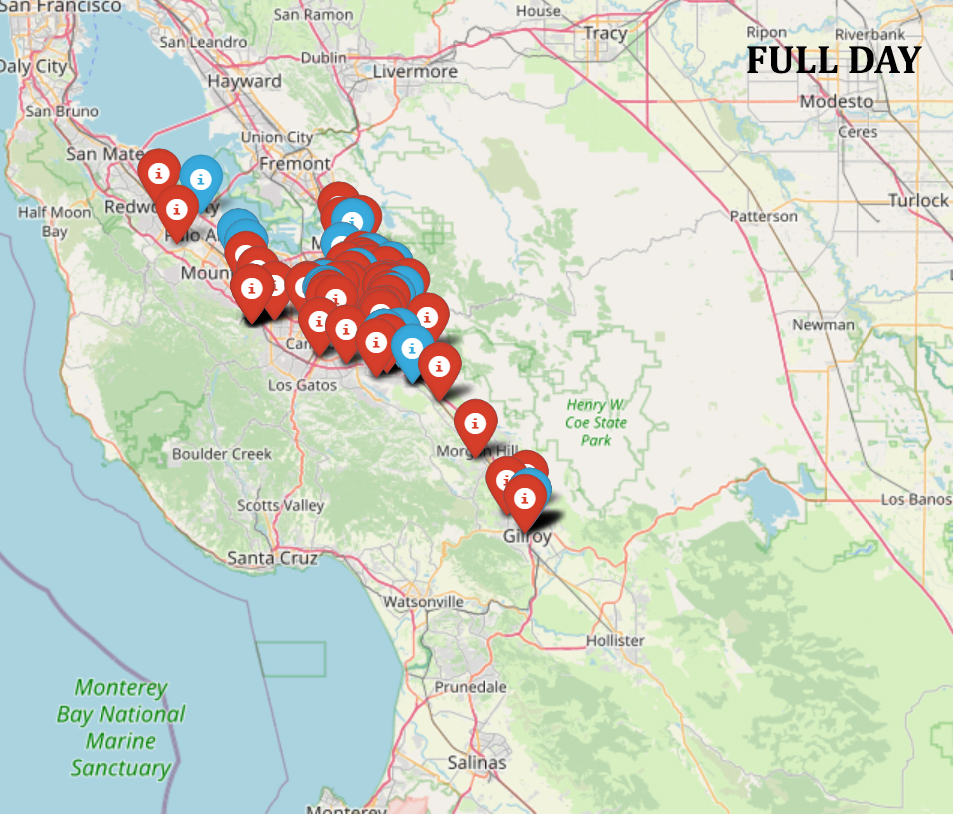 San Francisco
San Ramon
House
Tracy
Ripon
Riverbank
FULL DAY
San Leandro
Dublin
Daly City
Hayward
Livermore
San Bruno
Modesto
Ceres
Union City
San Mate
Fremont
Turlock
Half Moon
Bay
Redwo
Patterson
Palo A
Moun
Newman
Cam
Los Gatos
Henry W
Coe State
Park
Boulder Creek
Morgan Hill
Los Banos
Scotts Valley
Gilroy
Santa Cruz
Watsonville
Hollister
Monterey
Bay National
Marine
Sanctuary
Prunedale
Salinas
Monterey